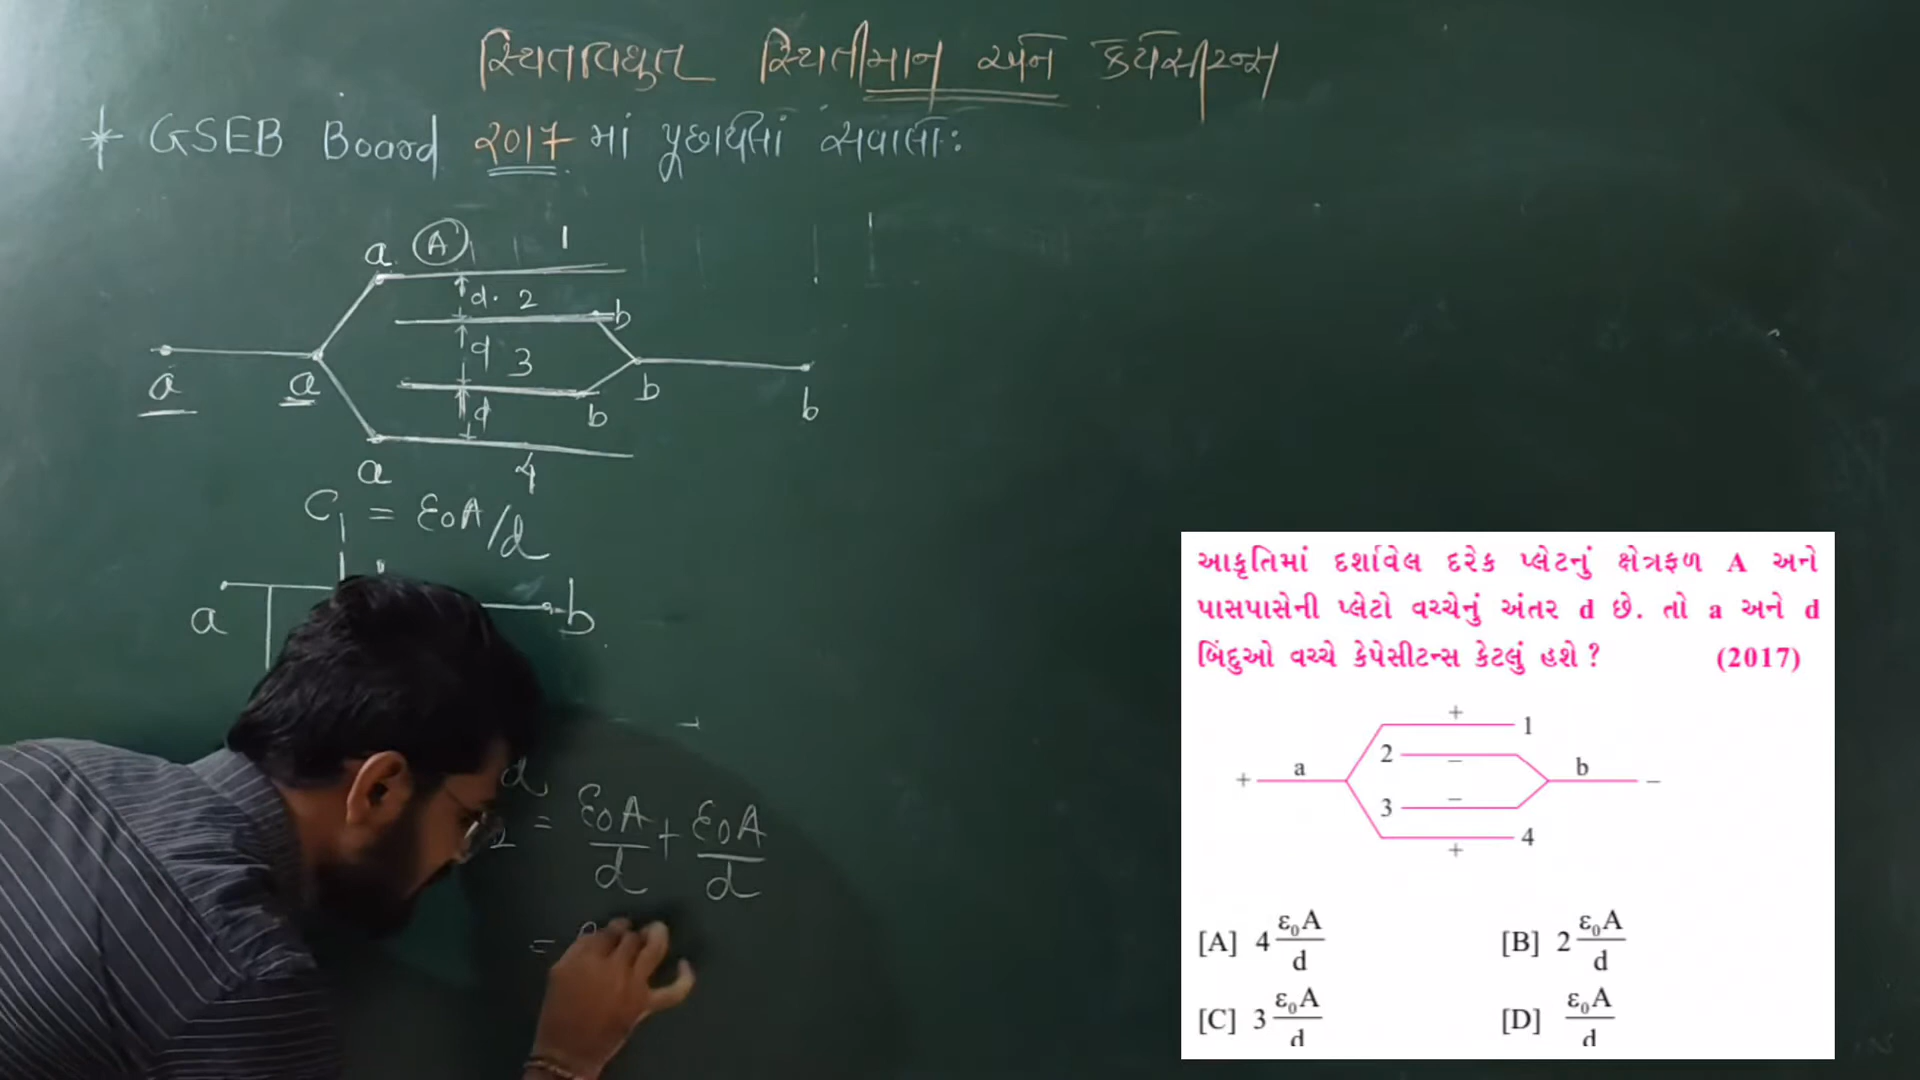 સ્થિતવિદ્યુત સ્થિતીમાન અને કેપેસીટન્સ
* GSEB Board ૨૦૧૭ માં પુછાયેલાં સવાલો:
a A 1
d. 2 b
d 3
a a b b
d b
a 4
C1 = ε0A/d
a b
d
2 = ε0A/d + ε0A/d
=
આકૃતિમાં દર્શાવેલ દરેક પ્લેટનું ક્ષેત્રફળ A અને
પાસપાસેની પ્લેટો વચ્ચેનું અંતર d છે. તો a અને d
બિંદુઓ વચ્ચે કેપેસીટન્સ કેટલું હશે ? (2017)
+ 1
2 −
+ a b −
3 −
4
+
[A] 4 ε₀A/d [B] 2 ε₀A/d
[C] 3 ε₀A/d [D] ε₀A/d